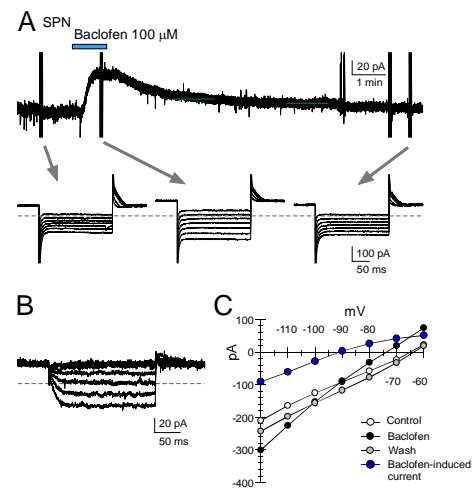 A SPN
Baclofen 100 μM
20 pA
1 min
100 pA
50 ms
B
20 pA
50 ms
C
mV
100
-110 -100 -90 -80
0
pA
-70 -60
-100
-200
-300
-400
Control
Baclofen
Wash
Baclofen-induced
current